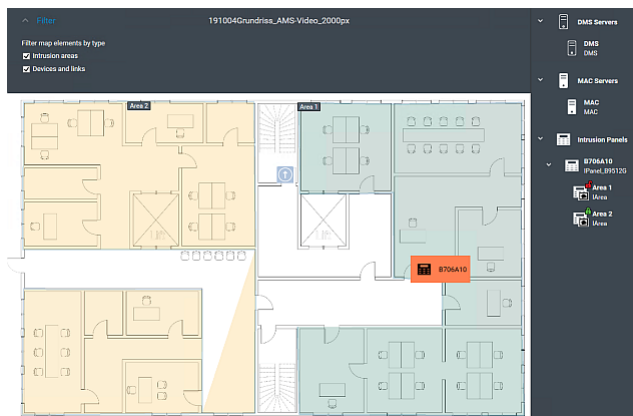 Filter
191004Grundriss_AMS-Video_2000px
Filter map elements by type
Intrusion areas
Devices and links
DMS Servers
DMS
DMS
MAC Servers
MAC
MAC
Intrusion Panels
B706A10
IPanel_B9512G
Area 1
IArea
Area 2
IArea
Area 2
Area 1
B706A10